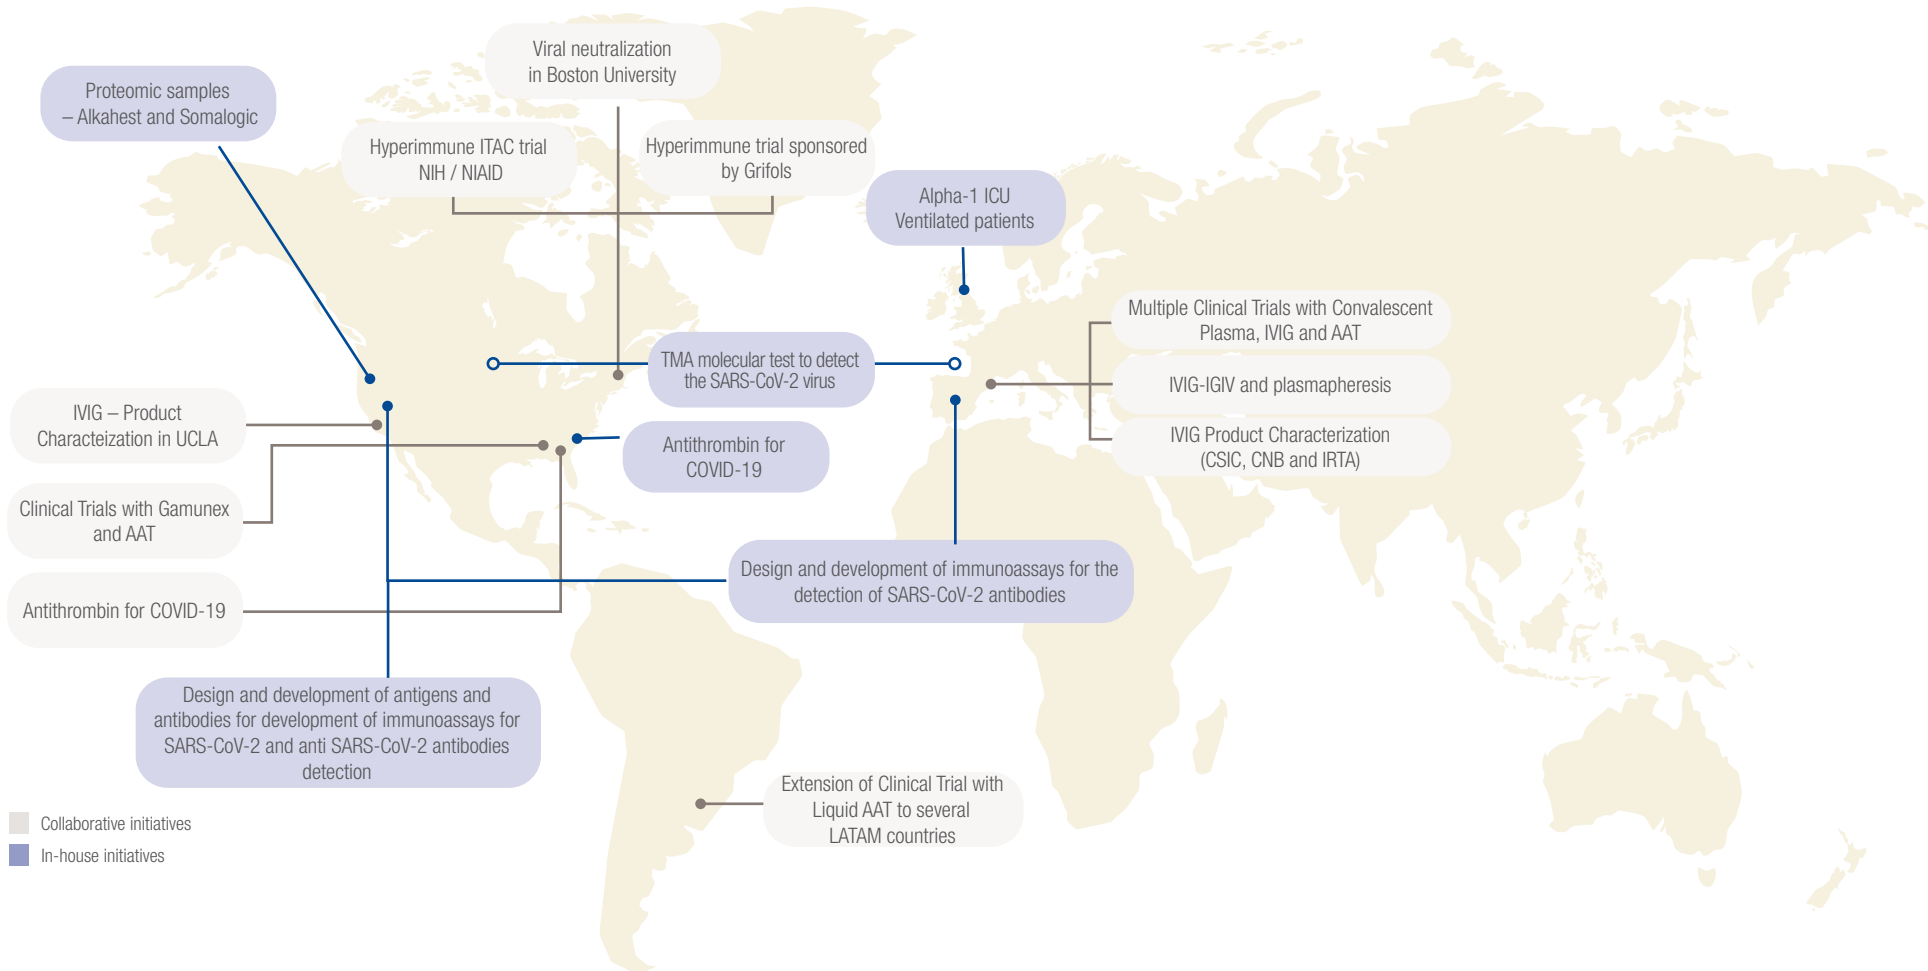 Viral neutralization
in Boston University
Proteomic samples
– Alkahest and Somalogic
Hyperimmune ITAC trial
NIH / NIAID
Hyperimmune trial sponsored
by Grifols
Alpha-1 ICU
Ventilated patients
Multiple Clinical Trials with Convalescent
Plasma, IVIG and AAT
TMA molecular test to detect
the SARS-CoV-2 virus
IVIG-IGIV and plasmapheresis
IVIG – Product
Characteization in UCLA
Antithrombin for
COVID-19
IVIG Product Characterization
(CSIC, CNB and IRTA)
Clinical Trials with Gamunex
and AAT
Design and development of immunoassays for the
detection of SARS-CoV-2 antibodies
Antithrombin for COVID-19
Design and development of antigens and
antibodies for development of immunoassays for
SARS-CoV-2 and anti SARS-CoV-2 antibodies
detection
Extension of Clinical Trial with
Liquid AAT to several
LATAM countries
Collaborative initiatives
In-house initiatives